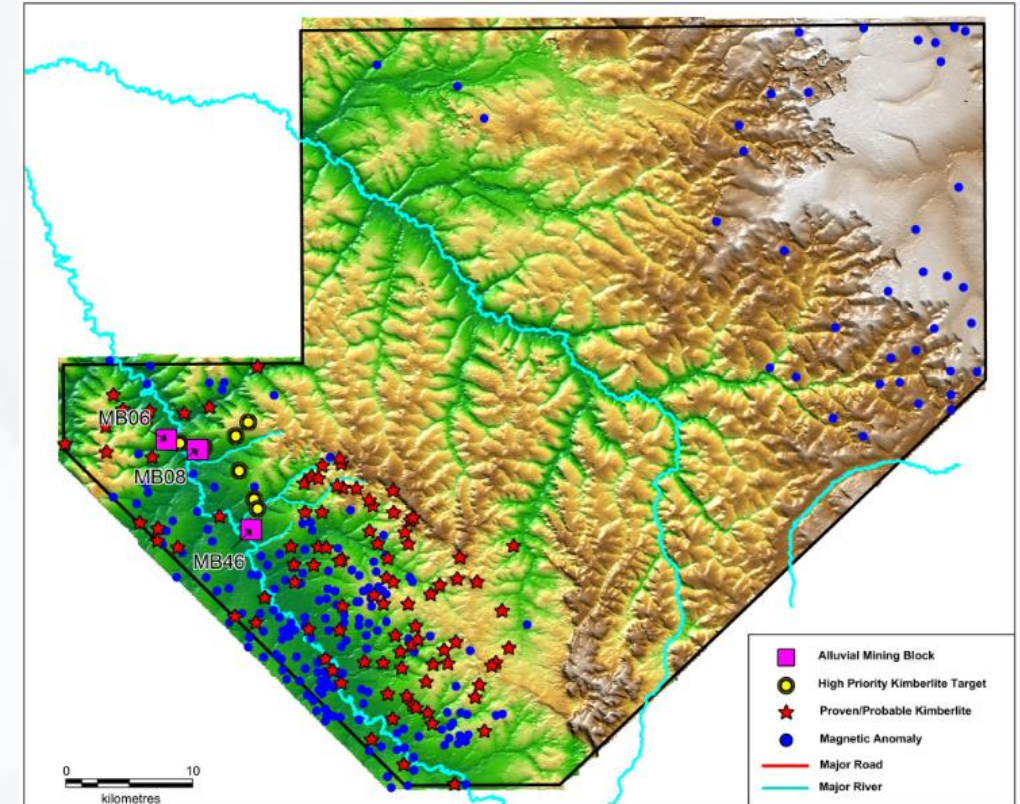 MB06
MB08
MB46
Alluvial Mining Block
High Priority Kimberlite Target
Proven/Probable Kimberlite
Magnetic Anomaly
Major Road
Major River
0 10
kilometres